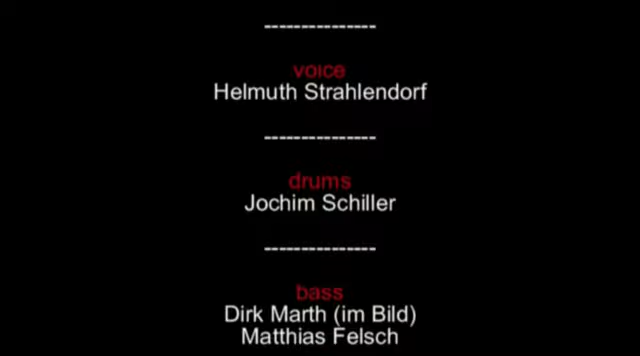 ---------------
voice
Helmuth Strahlendorf
---------------
drums
Jochim Schiller
---------------
bass
Dirk Marth (im Bild)
Matthias Felsch